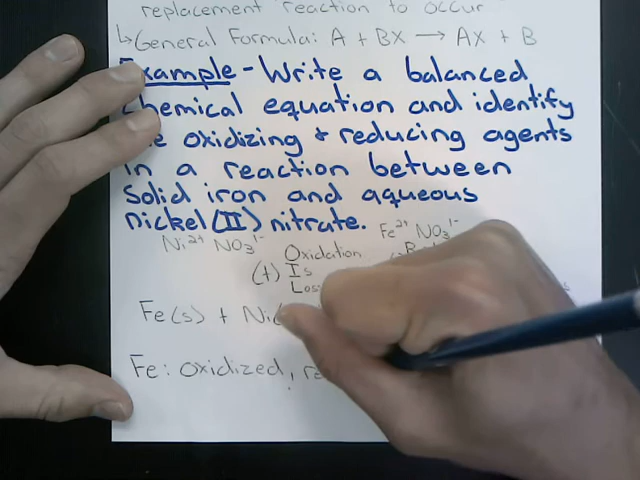 replacement reaction to occur
↳ General Formula: A + BX → AX + B
Example - Write a balanced
chemical equation and identify
oxidizing + reducing agents
in a reaction between
solid iron and aqueous
nickel (II) nitrate.
Ni²⁺ NO₃¹⁻ Fe²⁺ NO₃¹⁻
Oxidation
(+) Is
Loss
Fe(s) + Ni(
Fe: oxidized,